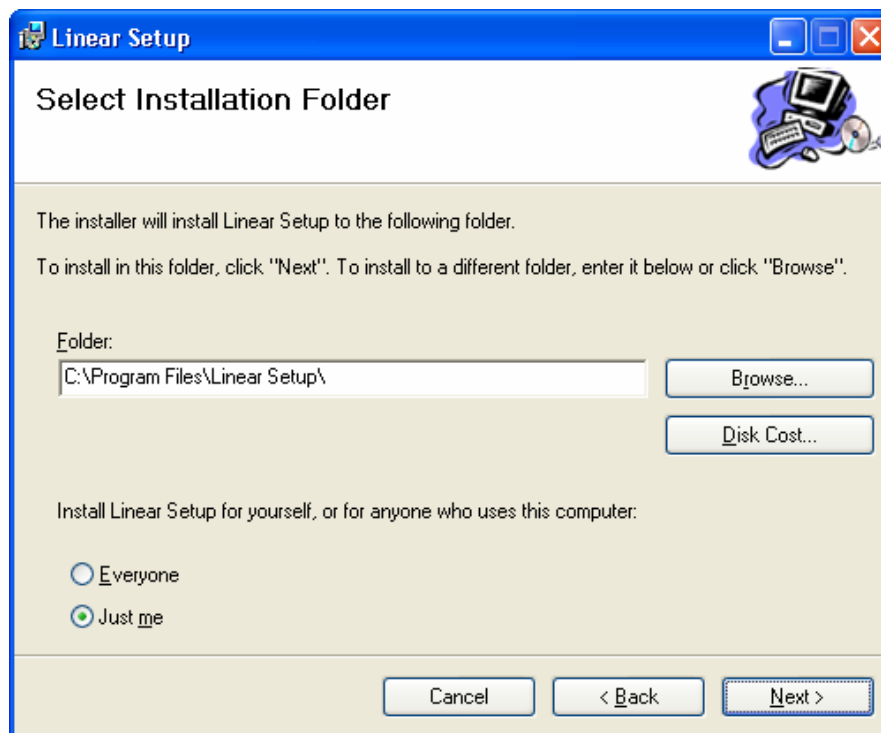 Linear Setup
Select Installation Folder
The installer will install Linear Setup to the following folder.
To install in this folder, click "Next". To install to a different folder, enter it below or click "Browse".
Folder:
C:\Program Files\Linear Setup\
Browse...
Disk Cost...
Install Linear Setup for yourself, or for anyone who uses this computer:
Everyone
Just me
Cancel
< Back
Next >